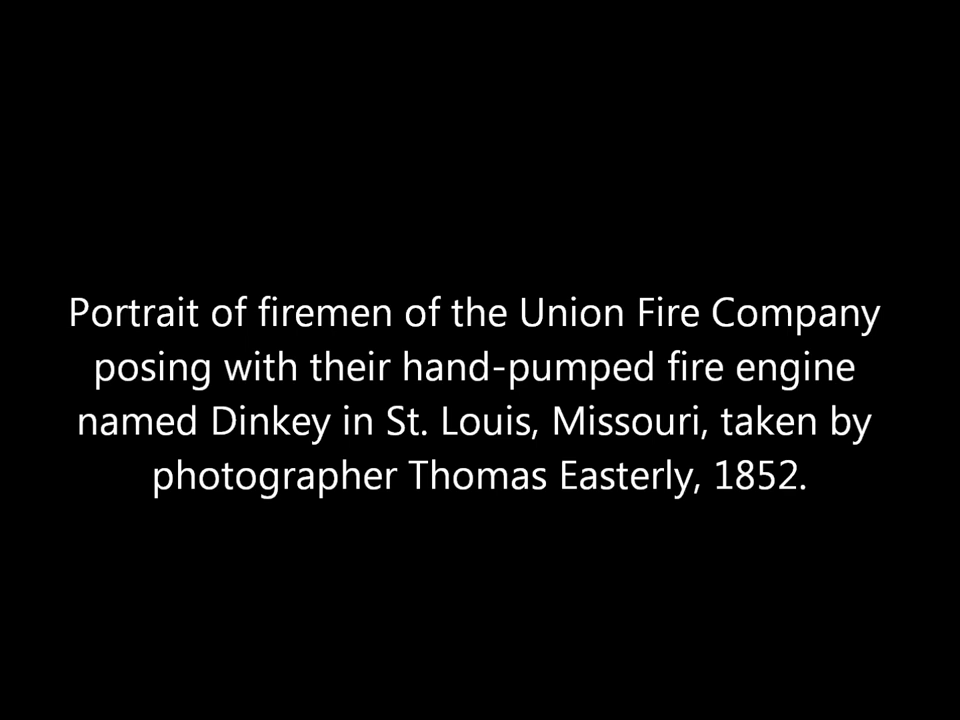 Portrait of firemen of the Union Fire Company
posing with their hand-pumped fire engine
named Dinkey in St. Louis, Missouri, taken by
photographer Thomas Easterly, 1852.